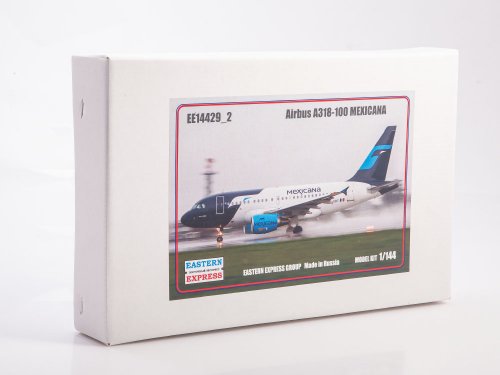 EE14429_2
Airbus A318-100 MEXICANA
MEXICANA
EASTERN
EXPRESS
EASTERN EXPRESS GROUP Made in Russia
MODEL KIT 1/144